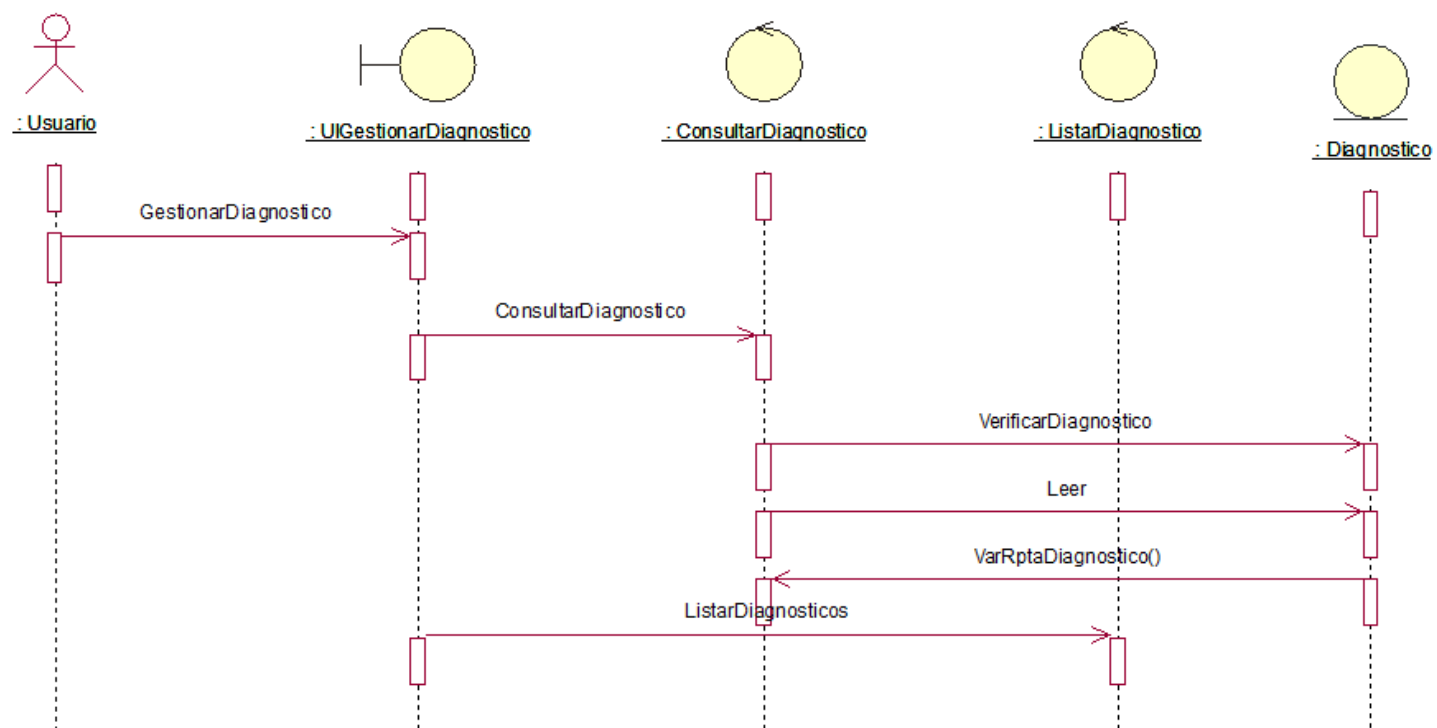 : Usuario
: UIGestionarDiagnostico
: ConsultarDiagnostico
: ListarDiagnostico
: Diagnostico
GestionarDiagnostico
ConsultarDiagnostico
VerificarDiagnostico
Leer
VarRptaDiagnostico()
ListarDiagnosticos